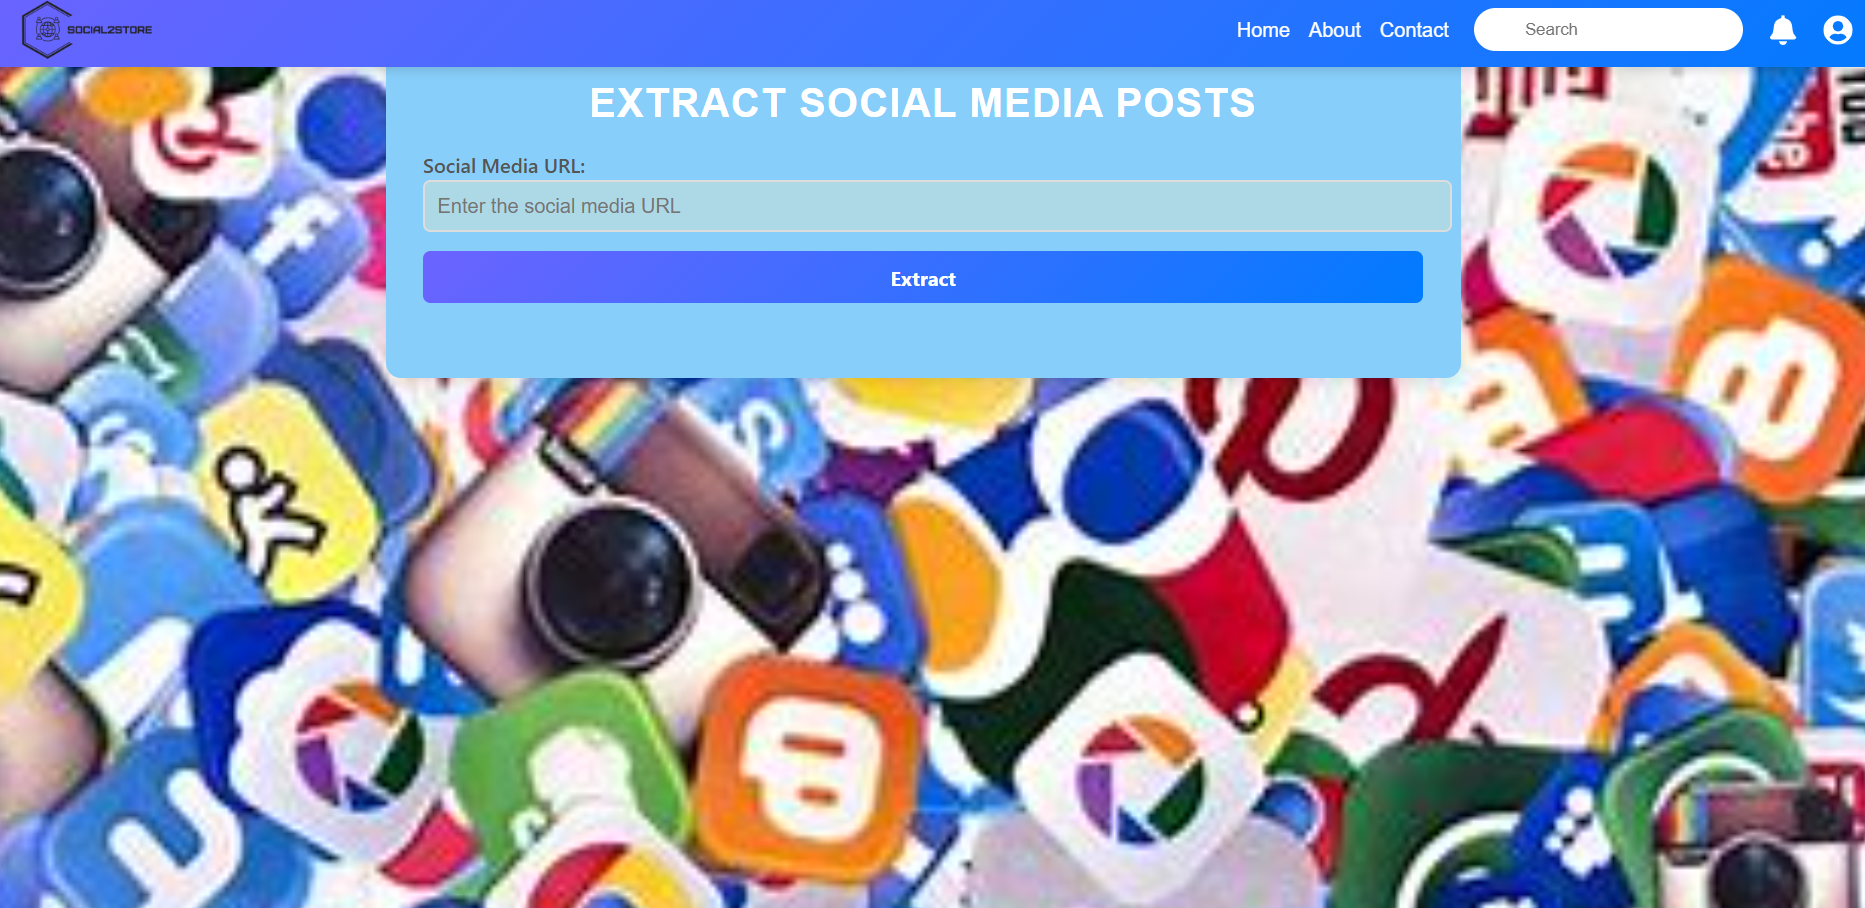 SOCIAL2STORE
Home About Contact Search
EXTRACT SOCIAL MEDIA POSTS
Social Media URL:
Enter the social media URL
Extract